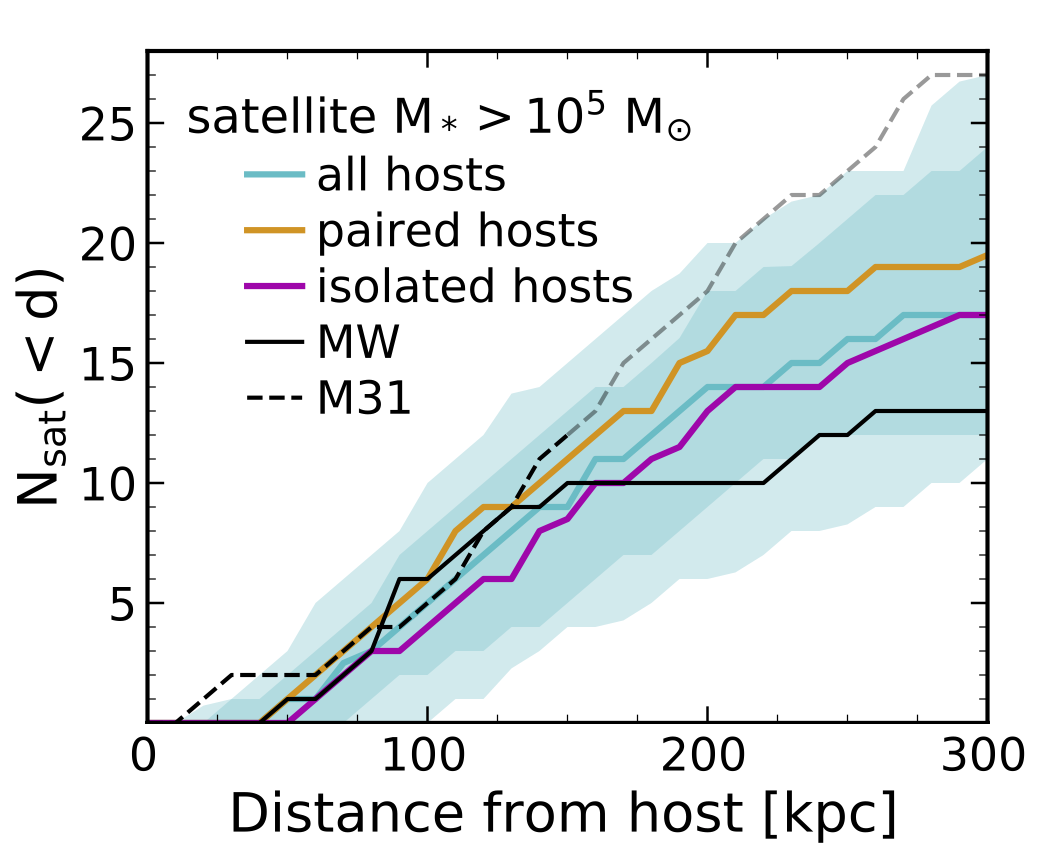 satellite M* > 10⁵ M☉
all hosts
paired hosts
isolated hosts
MW
M31
N_sat( < d)
25
20
15
10
5
0 100 200 300
Distance from host [kpc]